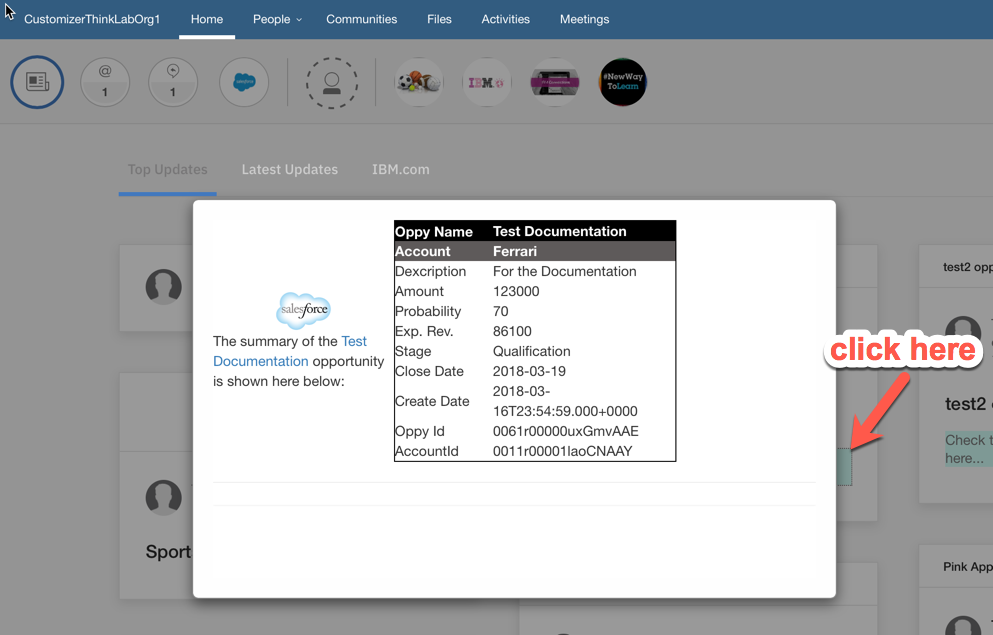 CustomizerThinkLabOrg1 Home People Communities Files Activities Meetings
@
1
1
salesforce
IBM
#NewWay
ToLearn
Top Updates Latest Updates IBM.com
Oppy Name Test Documentation
Account Ferrari
Dexcription For the Documentation
Amount 123000
Probability 70
Exp. Rev. 86100
Stage Qualification
Close Date 2018-03-19
Create Date 2018-03-
16T23:54:59.000+0000
Oppy Id 0061r00000uxGmvAAE
AccountId 0011r00001IaoCNAAY
salesforce
The summary of the Test
Documentation opportunity
is shown here below:
click here
test2 opp
test2
Check t
here...
Sport
Pink App